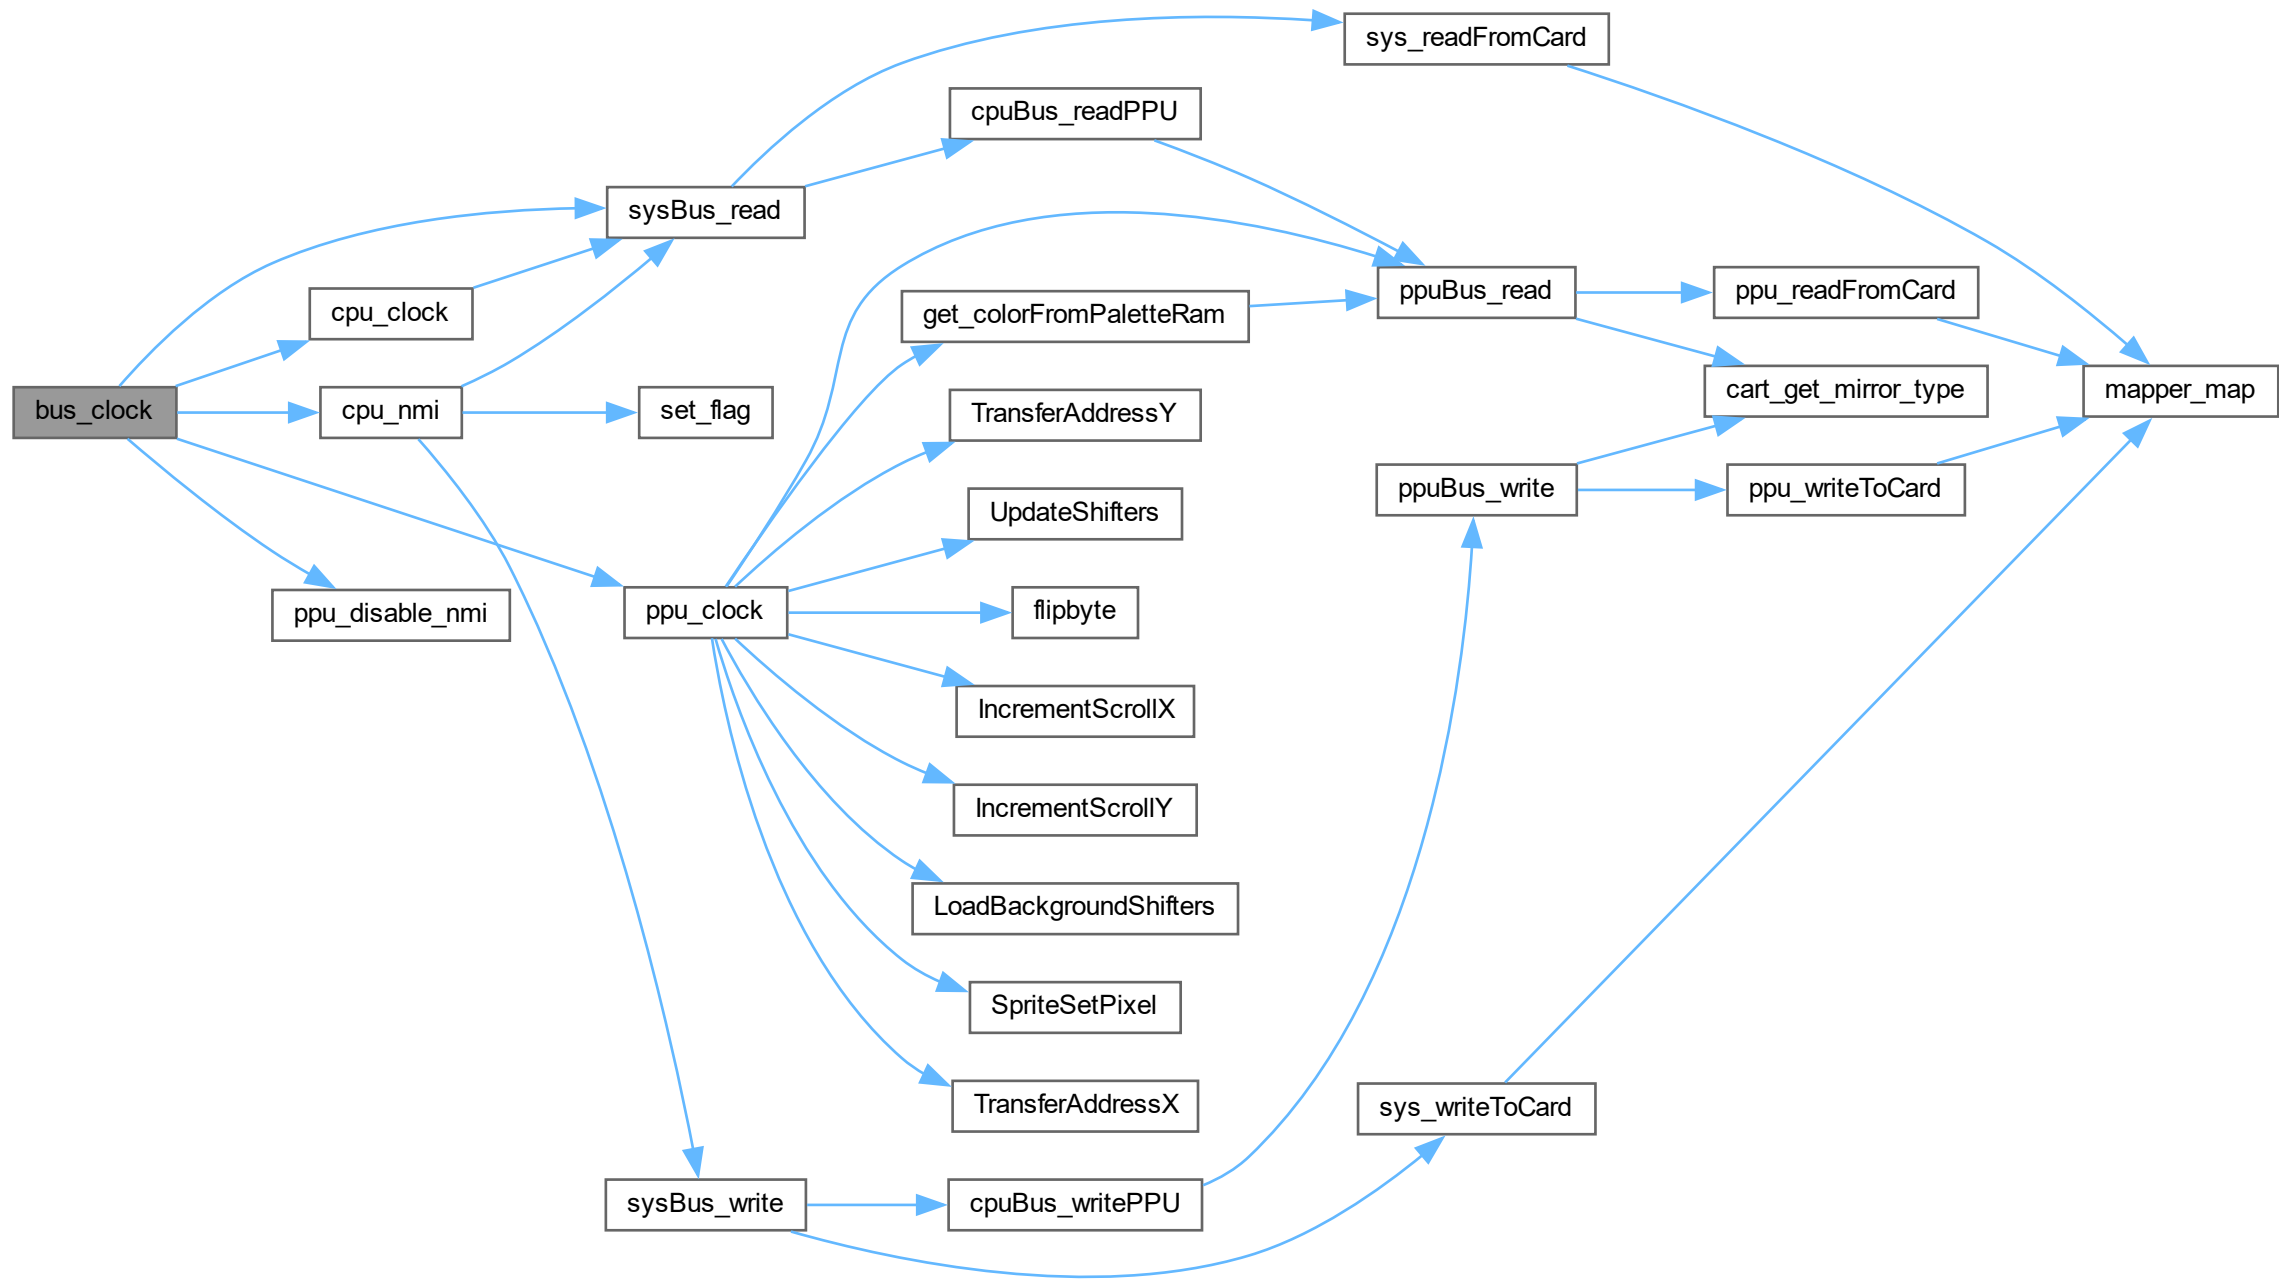 sys_readFromCard
cpuBus_readPPU
sysBus_read
ppuBus_read
ppu_readFromCard
cpu_clock
get_colorFromPaletteRam
cart_get_mirror_type
mapper_map
bus_clock
cpu_nmi
set_flag
TransferAddressY
ppuBus_write
ppu_writeToCard
UpdateShifters
ppu_disable_nmi
ppu_clock
flipbyte
IncrementScrollX
IncrementScrollY
LoadBackgroundShifters
SpriteSetPixel
TransferAddressX
sys_writeToCard
sysBus_write
cpuBus_writePPU